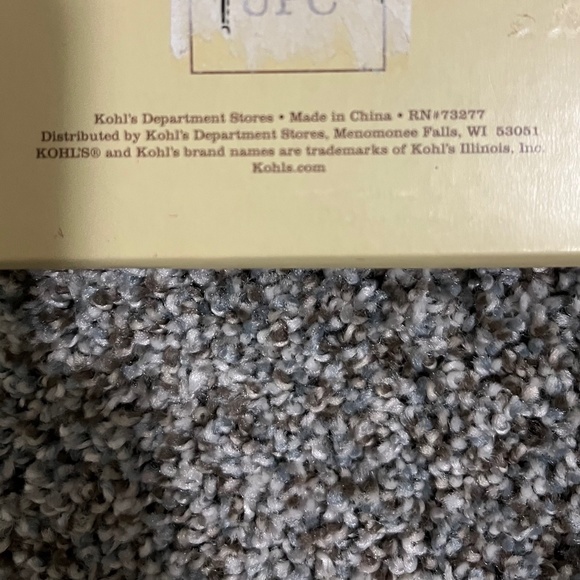 UPC
Kohl's Department Stores • Made in China • RN#73277
Distributed by Kohl's Department Stores, Menomonee Falls, WI 53051
KOHL'S® and Kohl's brand names are trademarks of Kohl's Illinois, Inc.
Kohls.com